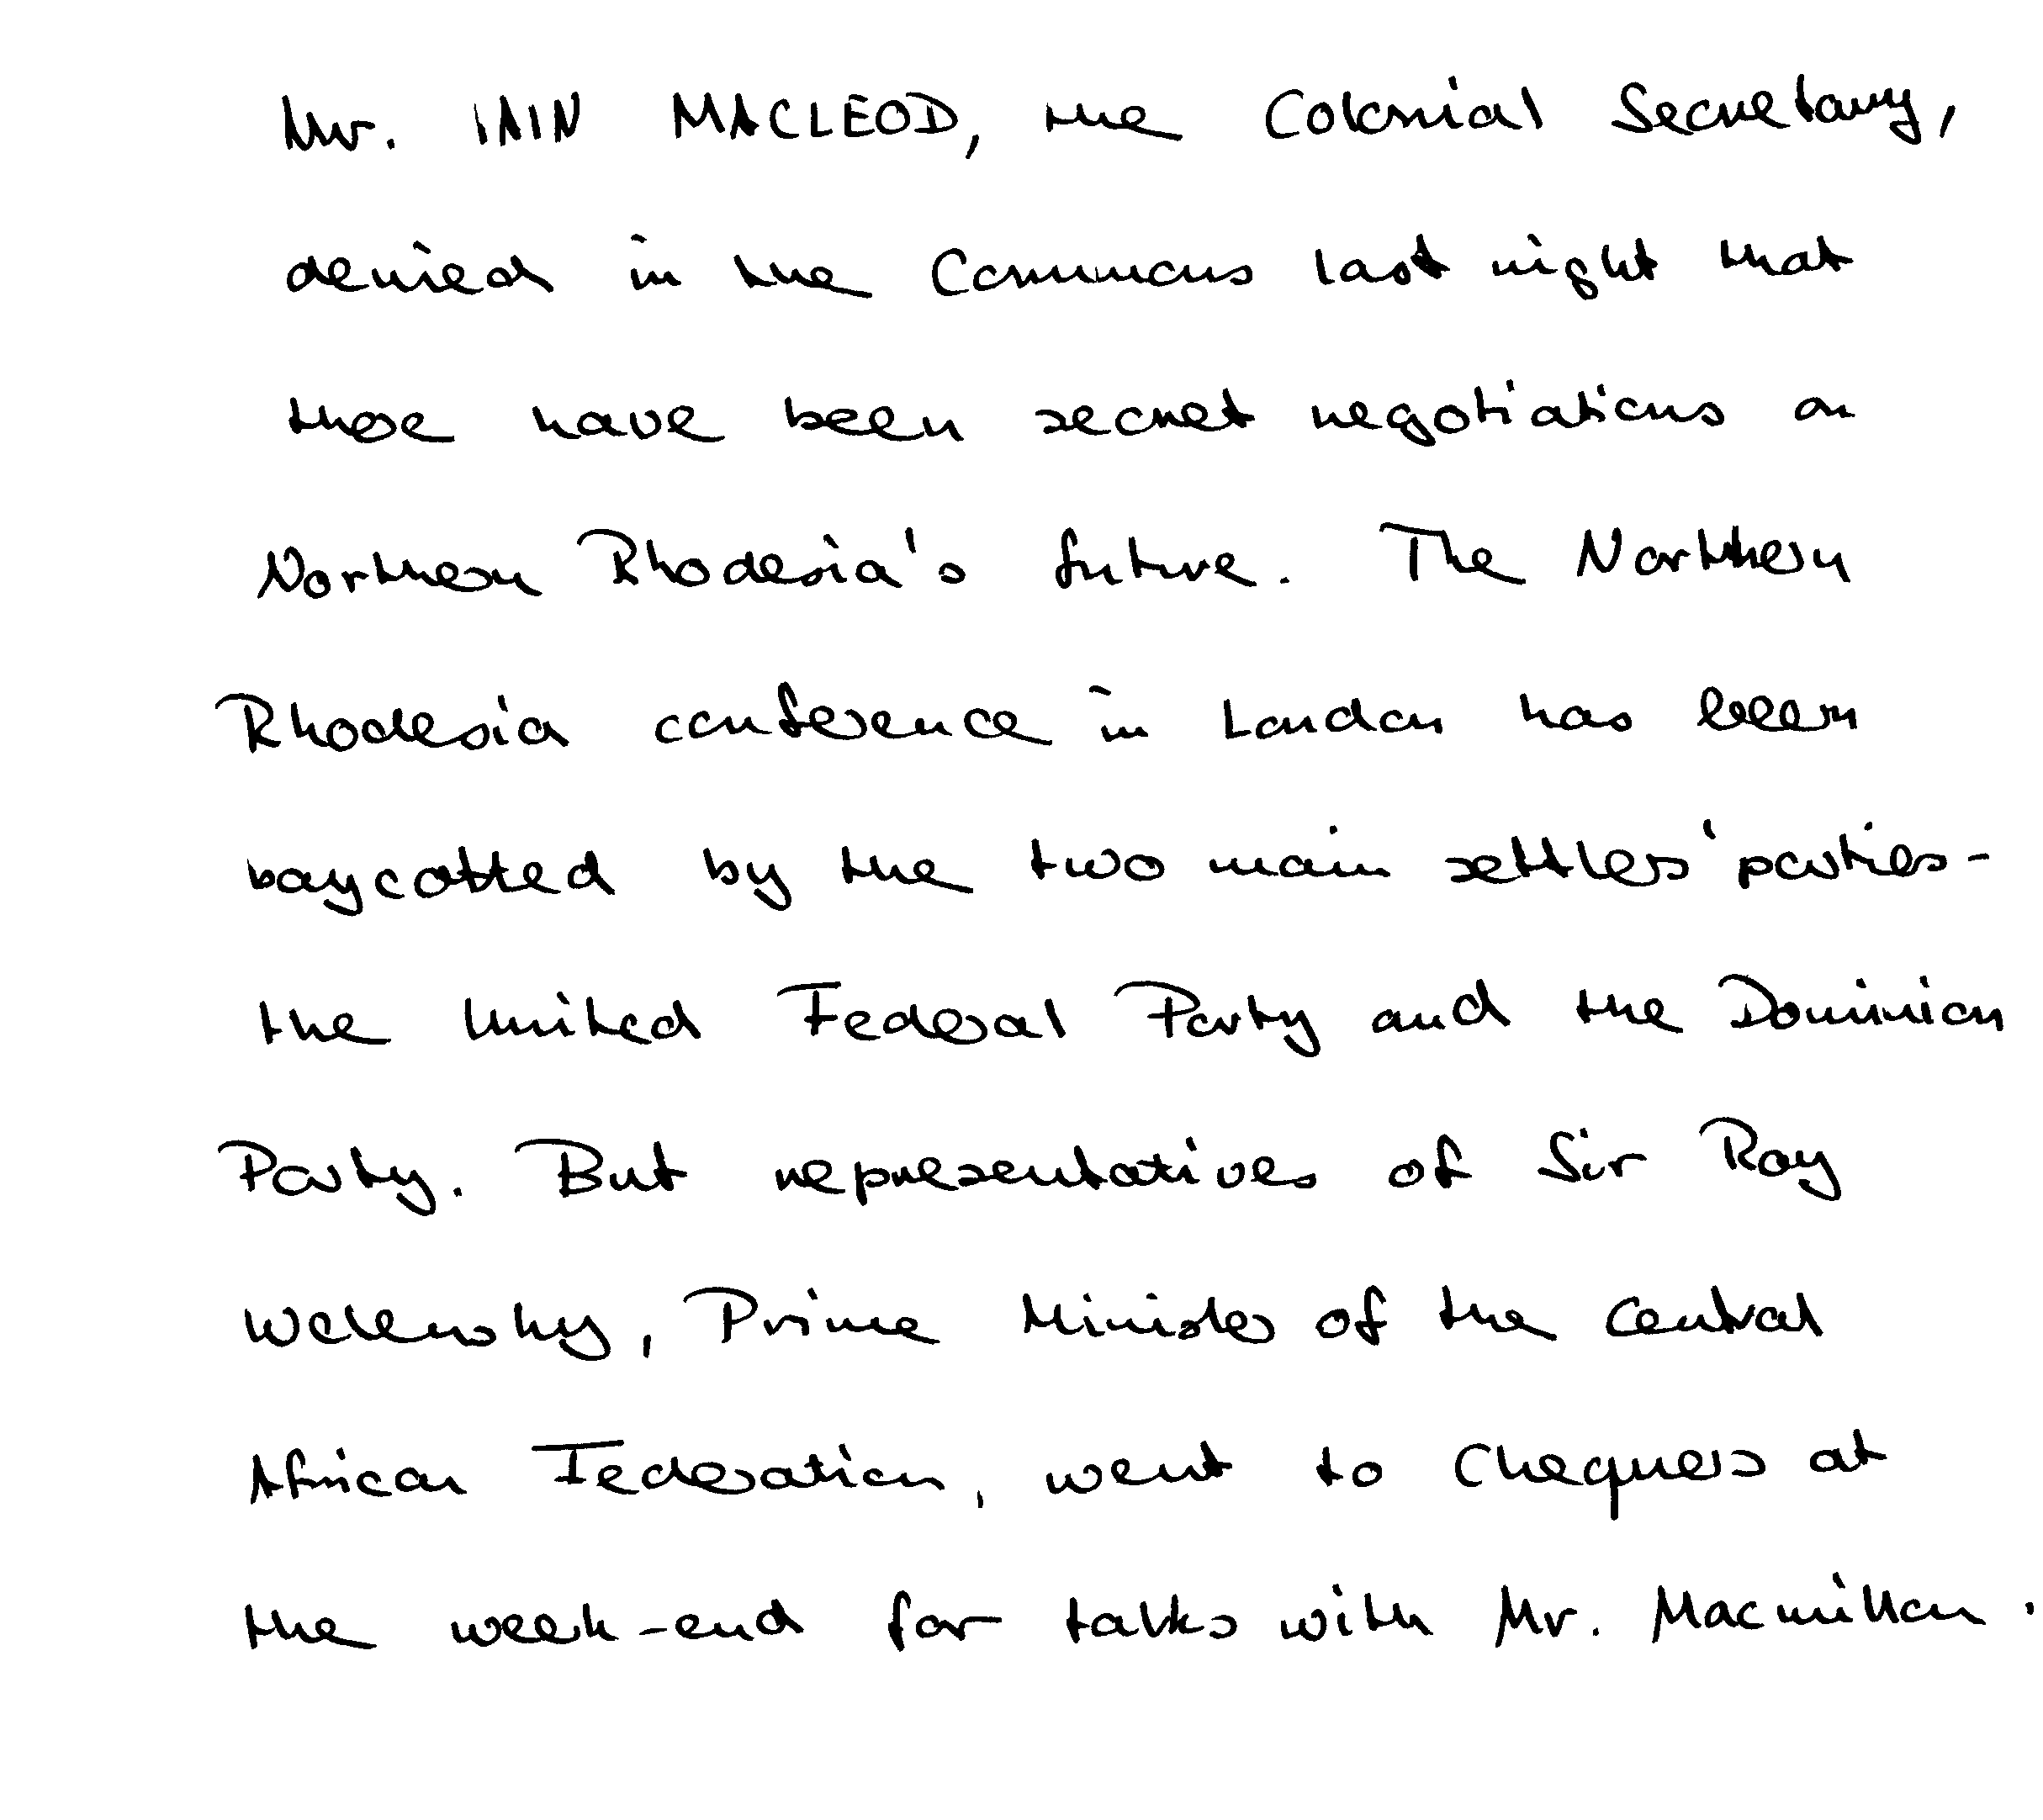 Mr. IAIN MACLEOD, the Colonial Secretary,
denied in the Commons last night that
there have been secret negotiations on
Northern Rhodesia's future. The Northern
Rhodesia conference in London has been
boycotted by the two main settlers' parties-
the United Federal Party and the Dominion
Party. But representatives of Sir Roy
Welensky, Prime Minister of the Central
African Federation, went to Chequers at
the week-end for talks with Mr. Macmillan.